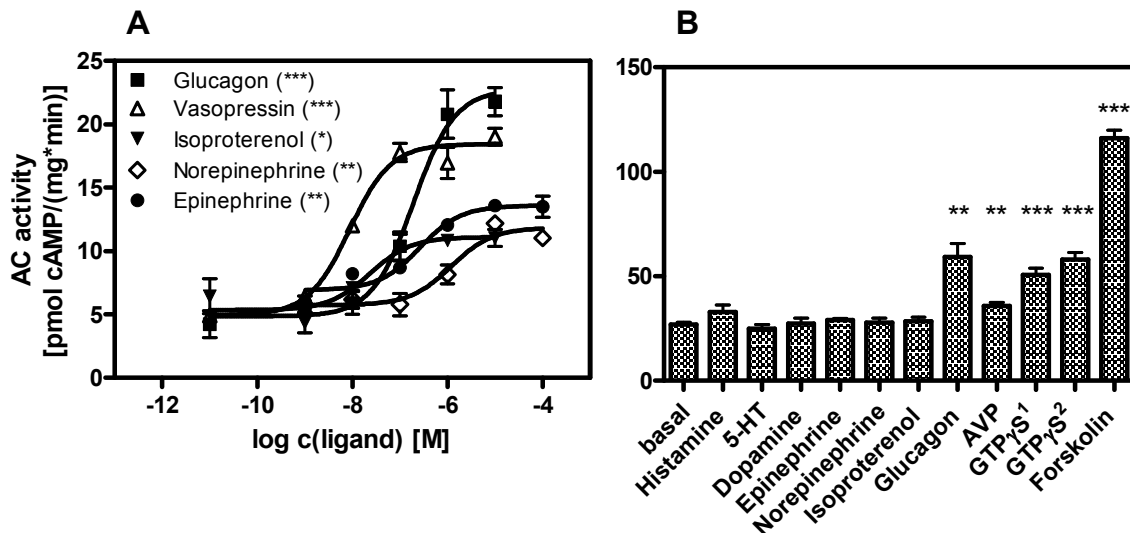 A
AC activity
[pmol cAMP/(mg*min)]
25
20
15
10
5
0
Glucagon (***)
Vasopressin (***)
Isoproterenol (*)
Norepinephrine (**)
Epinephrine (**)
-12 -10 -8 -6 -4
log c(ligand) [M]
B
150
100
50
0
** ** *** *** ***
basal
Histamine
5-HT
Dopamine
Epinephrine
Norepinephrine
Isoproterenol
Glucagon
AVP
GTPγS¹
GTPγS²
Forskolin